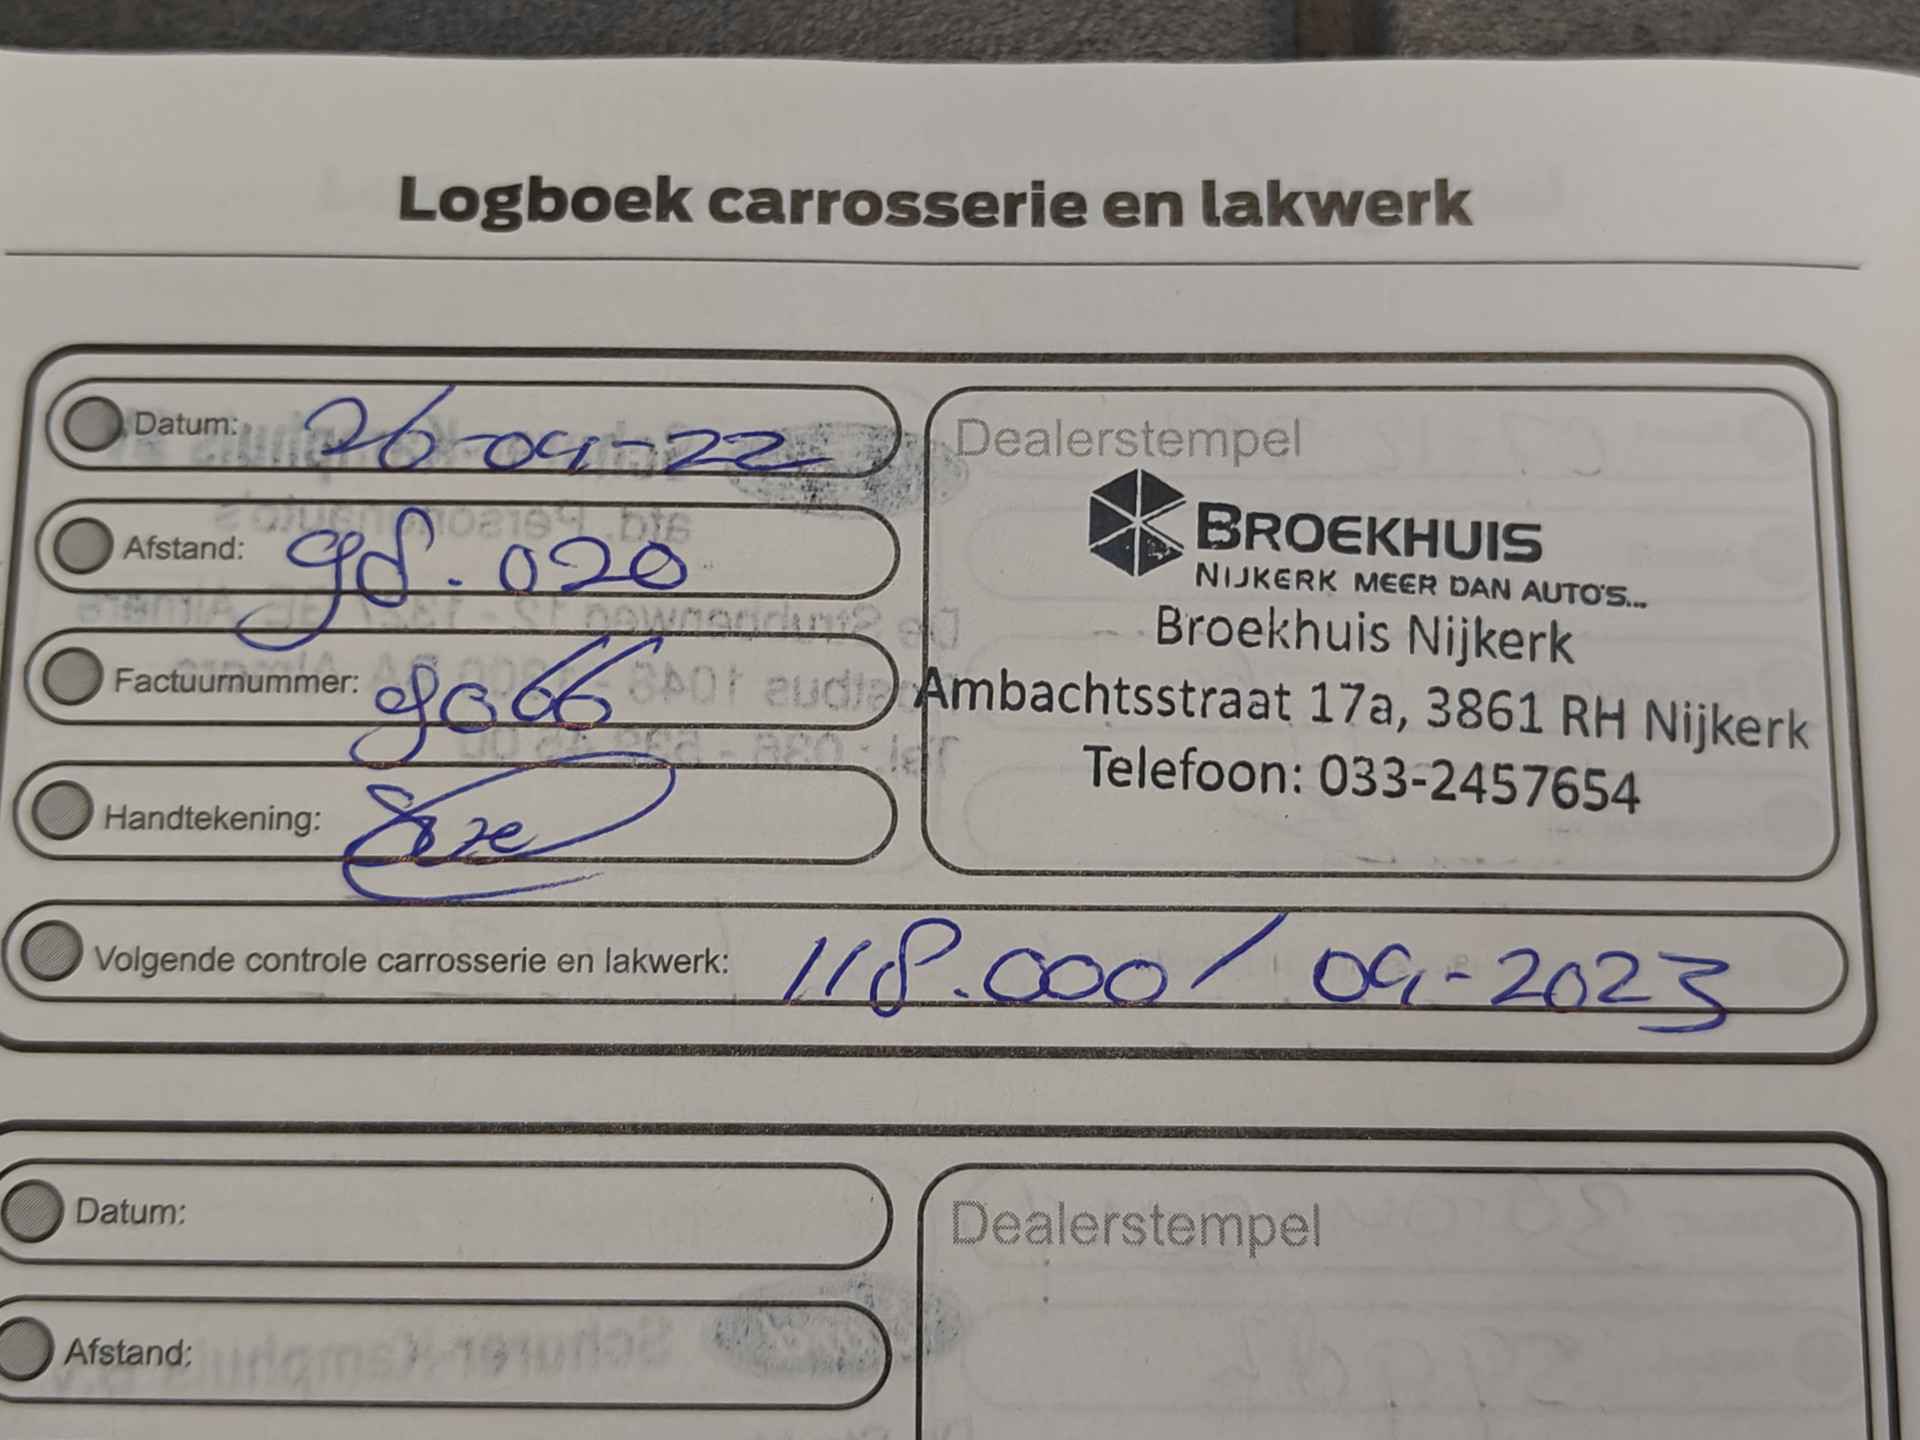 Logboek carrosserie en lakwerk
Datum: 26-04-22
Afstand: 98.020
Factuurnummer: 9066
Handtekening:
Dealerstempel
BROEKHUIS
NIJKERK MEER DAN AUTO'S...
Broekhuis Nijkerk
Ambachtsstraat 17a, 3861 RH Nijkerk
Telefoon: 033-2457654
Volgende controle carrosserie en lakwerk: 118.000 / 04-2023
Datum:
Afstand:
Dealerstempel